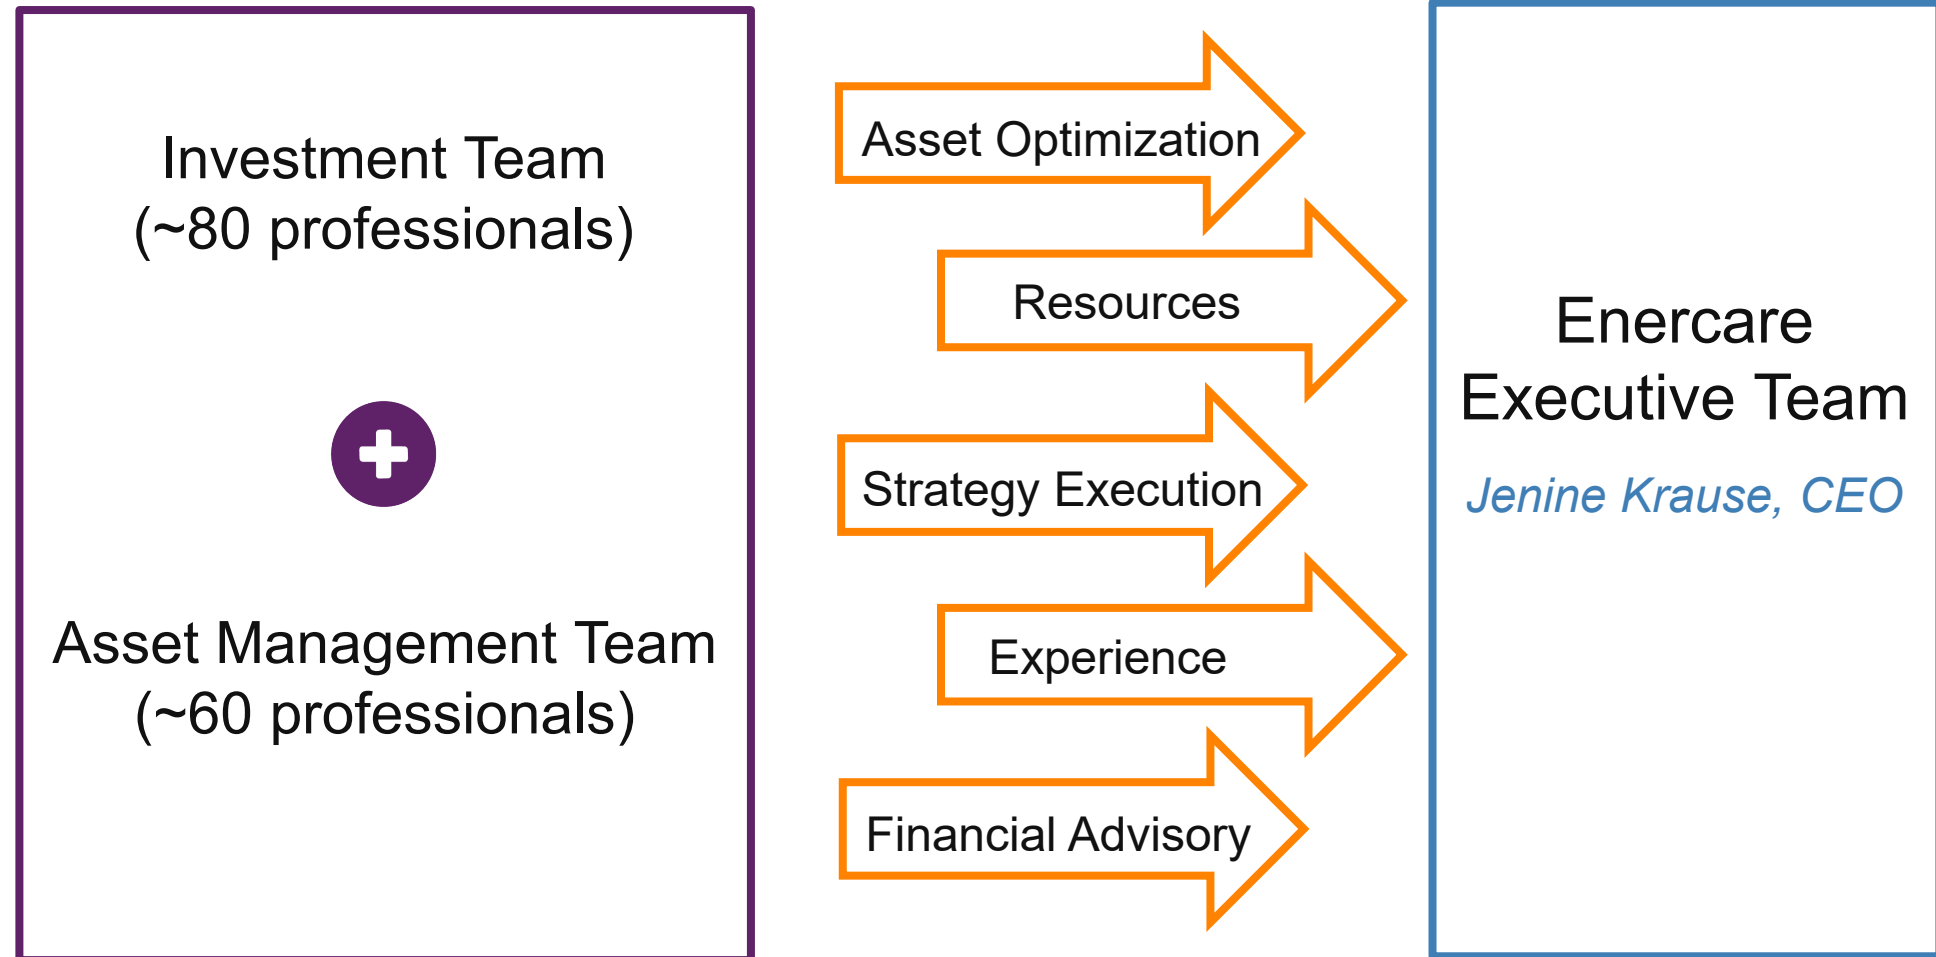 Investment Team
(~80 professionals)
Asset Management Team
(~60 professionals)
Asset Optimization
Resources
Strategy Execution
Experience
Financial Advisory
Enercare
Executive Team
Jenine Krause, CEO